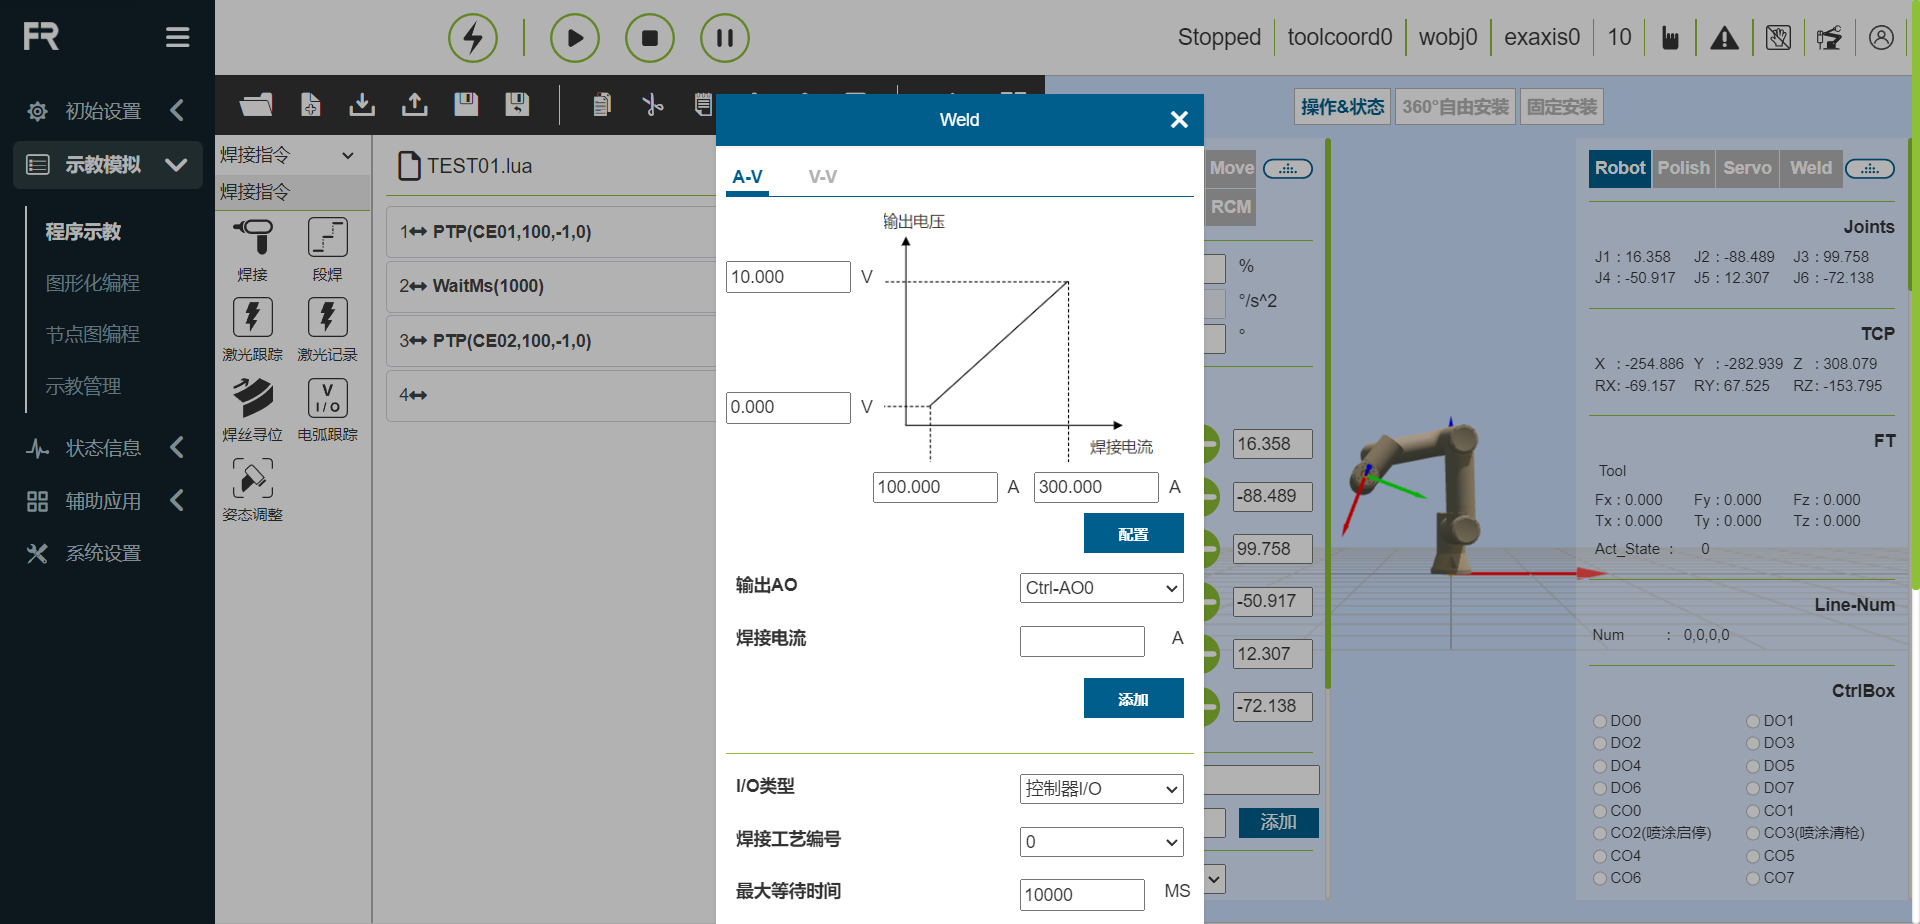 FR
Stopped toolcoord0 wobj0 exaxis0 10
初始设置
示教模拟
程序示教
图形化编程
节点图编程
示教管理
状态信息
辅助应用
系统设置
焊接指令
焊接指令
焊接 段焊
激光跟踪 激光记录
V
I/O
焊丝寻位 电弧跟踪
姿态调整
TEST01.lua
1 PTP(CE01,100,-1,0)
2 WaitMs(1000)
3 PTP(CE02,100,-1,0)
4
Weld
A-V V-V
输出电压
10.000 V
0.000 V
焊接电流
100.000 A 300.000 A
配置
输出AO Ctrl-AO0
焊接电流 A
添加
I/O类型 控制器I/O
焊接工艺编号 0
最大等待时间 10000 MS
操作&状态 360°自由安装 固定安装
Move
RCM
%
°/s^2
°
16.358
-88.489
99.758
-50.917
12.307
-72.138
添加
Robot Polish Servo Weld
Joints
J1 : 16.358 J2 : -88.489 J3 : 99.758
J4 : -50.917 J5 : 12.307 J6 : -72.138
TCP
X : -254.886 Y : -282.939 Z : 308.079
RX: -69.157 RY: 67.525 RZ: -153.795
FT
Tool
Fx : 0.000 Fy : 0.000 Fz : 0.000
Tx : 0.000 Ty : 0.000 Tz : 0.000
Act_State : 0
Line-Num
Num : 0,0,0,0
CtrlBox
DO0 DO1
DO2 DO3
DO4 DO5
DO6 DO7
CO0 CO1
CO2(喷涂启停) CO3(喷涂清枪)
CO4 CO5
CO6 CO7